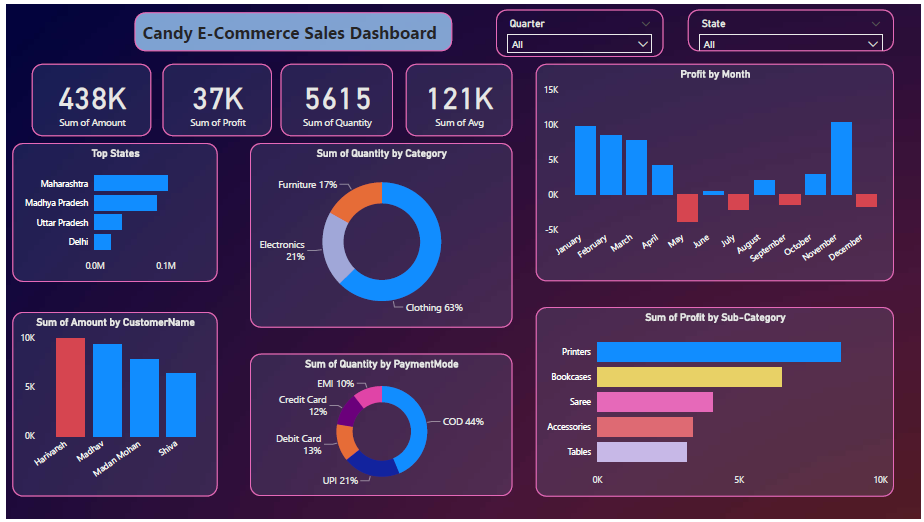 Candy E-Commerce Sales Dashboard
Quarter
All
State
All
438K
Sum of Amount
37K
Sum of Profit
5615
Sum of Quantity
121K
Sum of Avg
Top States
Maharashtra
Madhya Pradesh
Uttar Pradesh
Delhi
0.0M 0.1M
Sum of Quantity by Category
Furniture 17%
Electronics
21%
Clothing 63%
Profit by Month
15K
10K
5K
0K
-5K
January
February
March
April
May
June
July
August
September
October
November
December
Sum of Amount by CustomerName
10K
5K
0K
Harivansh
Madhav
Madan Mohan
Shiva
Sum of Quantity by PaymentMode
EMI 10%
Credit Card
12%
Debit Card
13%
UPI 21%
COD 44%
Sum of Profit by Sub-Category
Printers
Bookcases
Saree
Accessories
Tables
0K 5K 10K